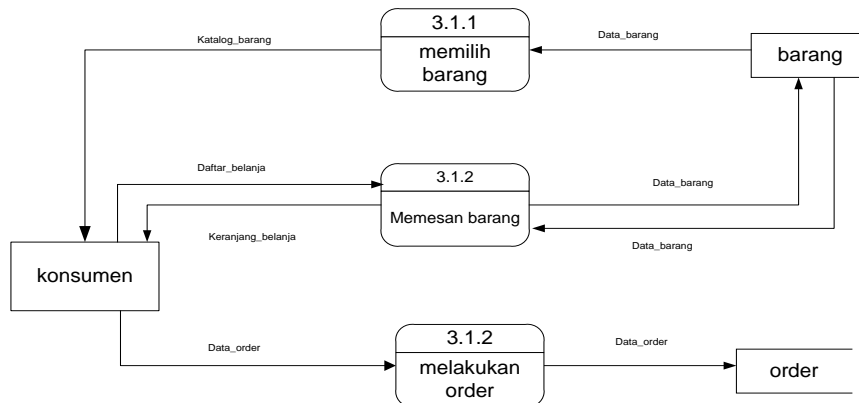 3.1.1
Katalog_barang
memilih
barang
Data_barang
barang
3.1.2
Daftar_belanja
Memesan barang
Data_barang
Keranjang_belanja
Data_barang
konsumen
3.1.2
Data_order
melakukan
order
Data_order
order